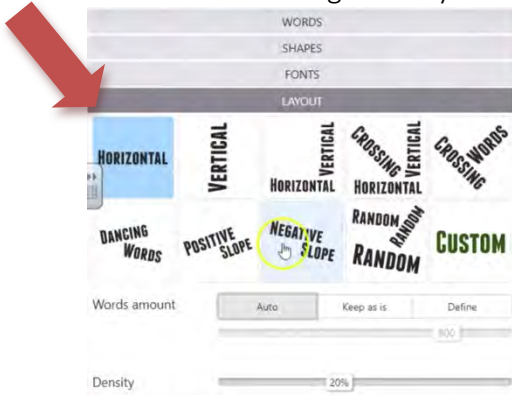 WORDS
SHAPES
FONTS
LAYOUT
HORIZONTAL
VERTICAL
HORIZONTAL VERTICAL
CROSSING HORIZONTAL VERTICAL
CROSSING WORDS
DANCING WORDS
POSITIVE SLOPE
NEGATIVE SLOPE
RANDOM RANDOM RANDOM
CUSTOM
Words amount Auto Keep as is Define
800
Density 20%